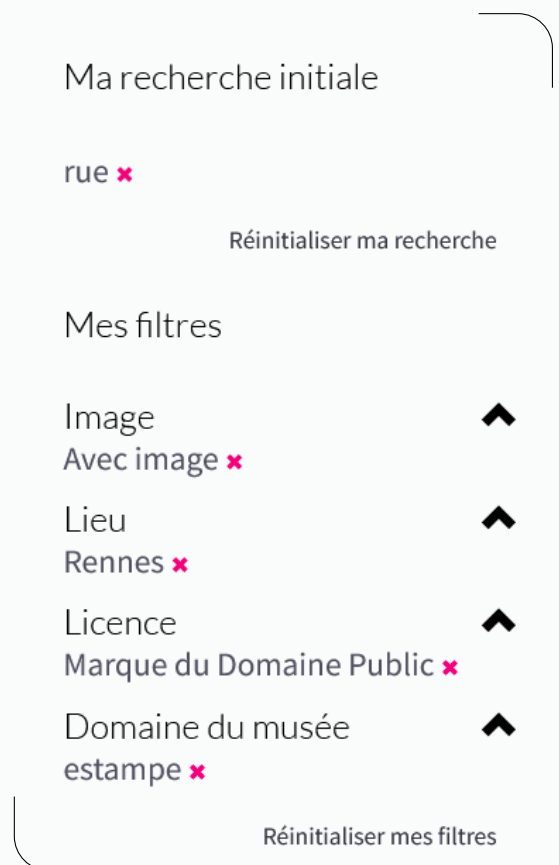 Ma recherche initiale
rue ✖
Réinitialiser ma recherche
Mes filtres
Image
Avec image ✖
Lieu
Rennes ✖
Licence
Marque du Domaine Public ✖
Domaine du musée
estampe ✖
Réinitialiser mes filtres